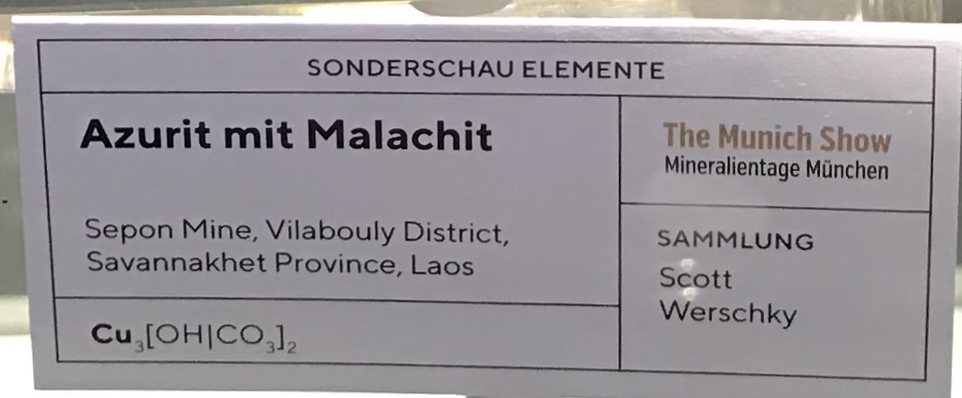 SONDERSCHAU ELEMENTE
Azurit mit Malachit
Sepon Mine, Vilabouly District,
Savannakhet Province, Laos
Cu₃[OH|CO₃]₂
The Munich Show
Mineralientage München
SAMMLUNG
Scott
Werschky